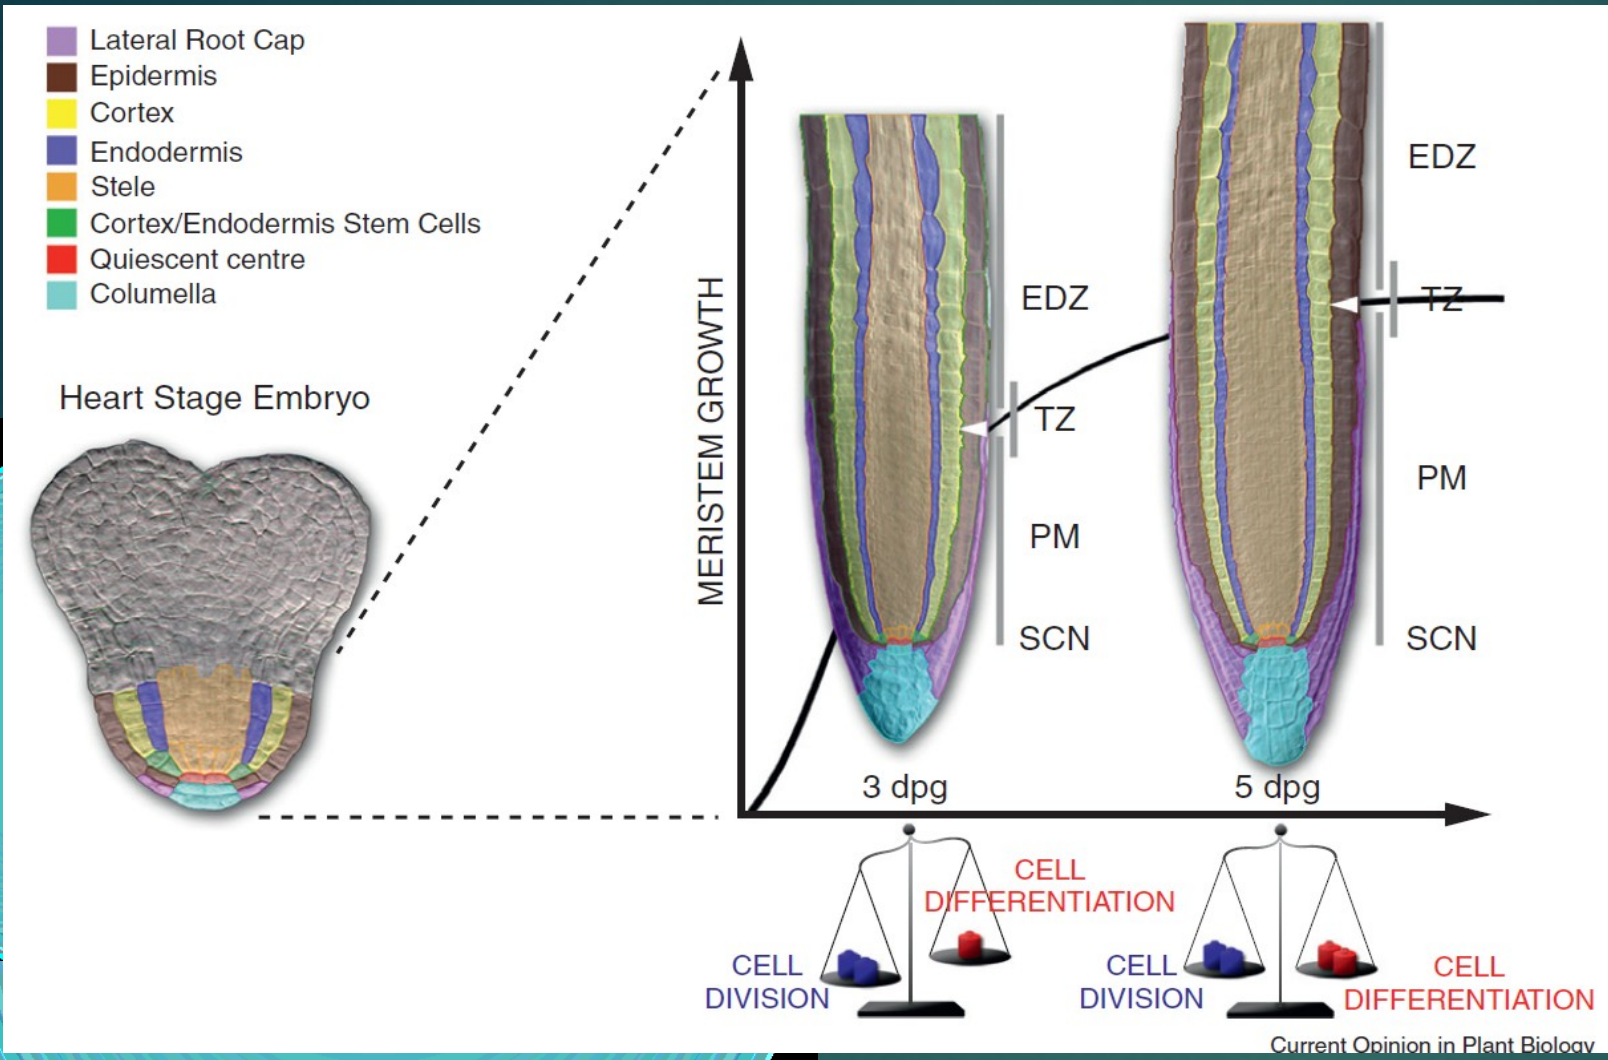 Lateral Root Cap
Epidermis
Cortex
Endodermis
Stele
Cortex/Endodermis Stem Cells
Quiescent centre
Columella
Heart Stage Embryo
MERISTEM GROWTH
EDZ
TZ
PM
SCN
EDZ
TZ
PM
SCN
3 dpg
5 dpg
CELL
DIFFERENTIATION
CELL
DIVISION
CELL
DIVISION
CELL
DIFFERENTIATION
Current Opinion in Plant Biology